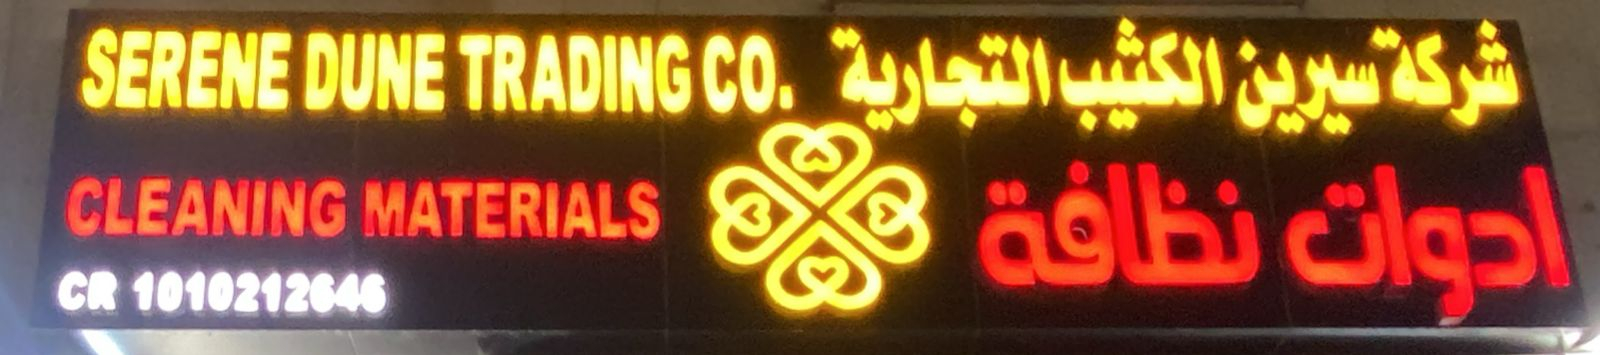 SERENE DUNE TRADING CO.
شركة سيرين الكثيب التجارية
CLEANING MATERIALS
ادوات نظافة
CR 1010212646